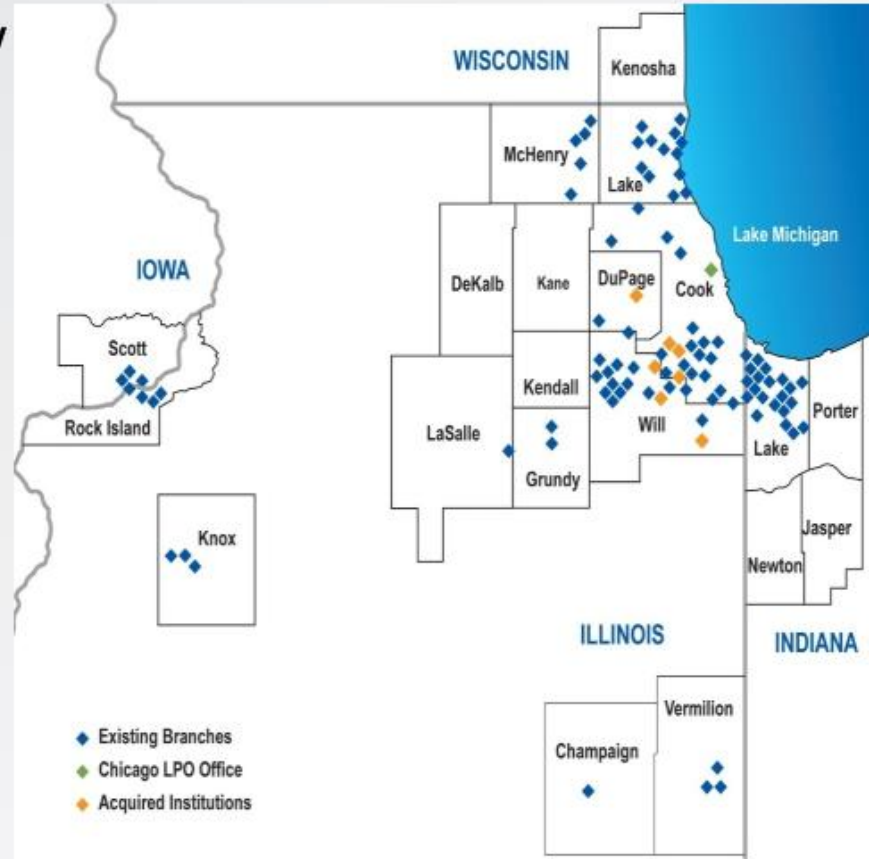 WISCONSIN
Kenosha
McHenry
Lake
Lake Michigan
IOWA
DeKalb
Kane
DuPage
Cook
Scott
Kendall
Rock Island
LaSalle
Will
Porter
Grundy
Lake
Knox
Jasper
Newton
ILLINOIS
INDIANA
Vermilion
Champaign
Existing Branches
Chicago LPO Office
Acquired Institutions